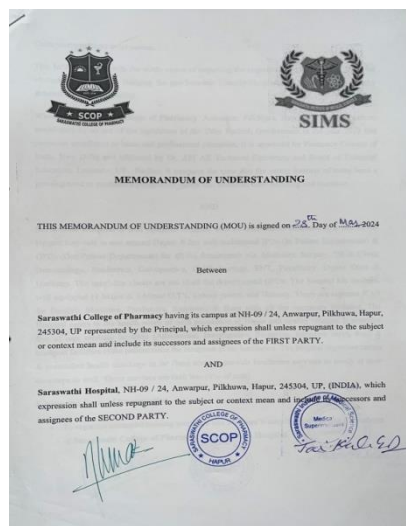 SCOP
SARASWATHI COLLEGE OF PHARMACY
SIMS
MEMORANDUM OF UNDERSTANDING
THIS MEMORANDUM OF UNDERSTANDING (MOU) is signed on 28th Day of May 2024
Between
Saraswathi College of Pharmacy having its campus at NH-09 / 24, Anwarpur, Pilkhuwa, Hapur,
245304, UP represented by the Principal, which expression shall unless repugnant to the subject
or context mean and include its successors and assignees of the FIRST PARTY.
AND
Saraswathi Hospital, NH-09 / 24, Anwarpur, Pilkhuwa, Hapur, 245304, UP, (INDIA), which
expression shall unless repugnant to the subject or context mean and include its successors and
assignees of the SECOND PARTY.
SARASWATHI COLLEGE OF PHARMACY
SCOP
HAPUR
Medical